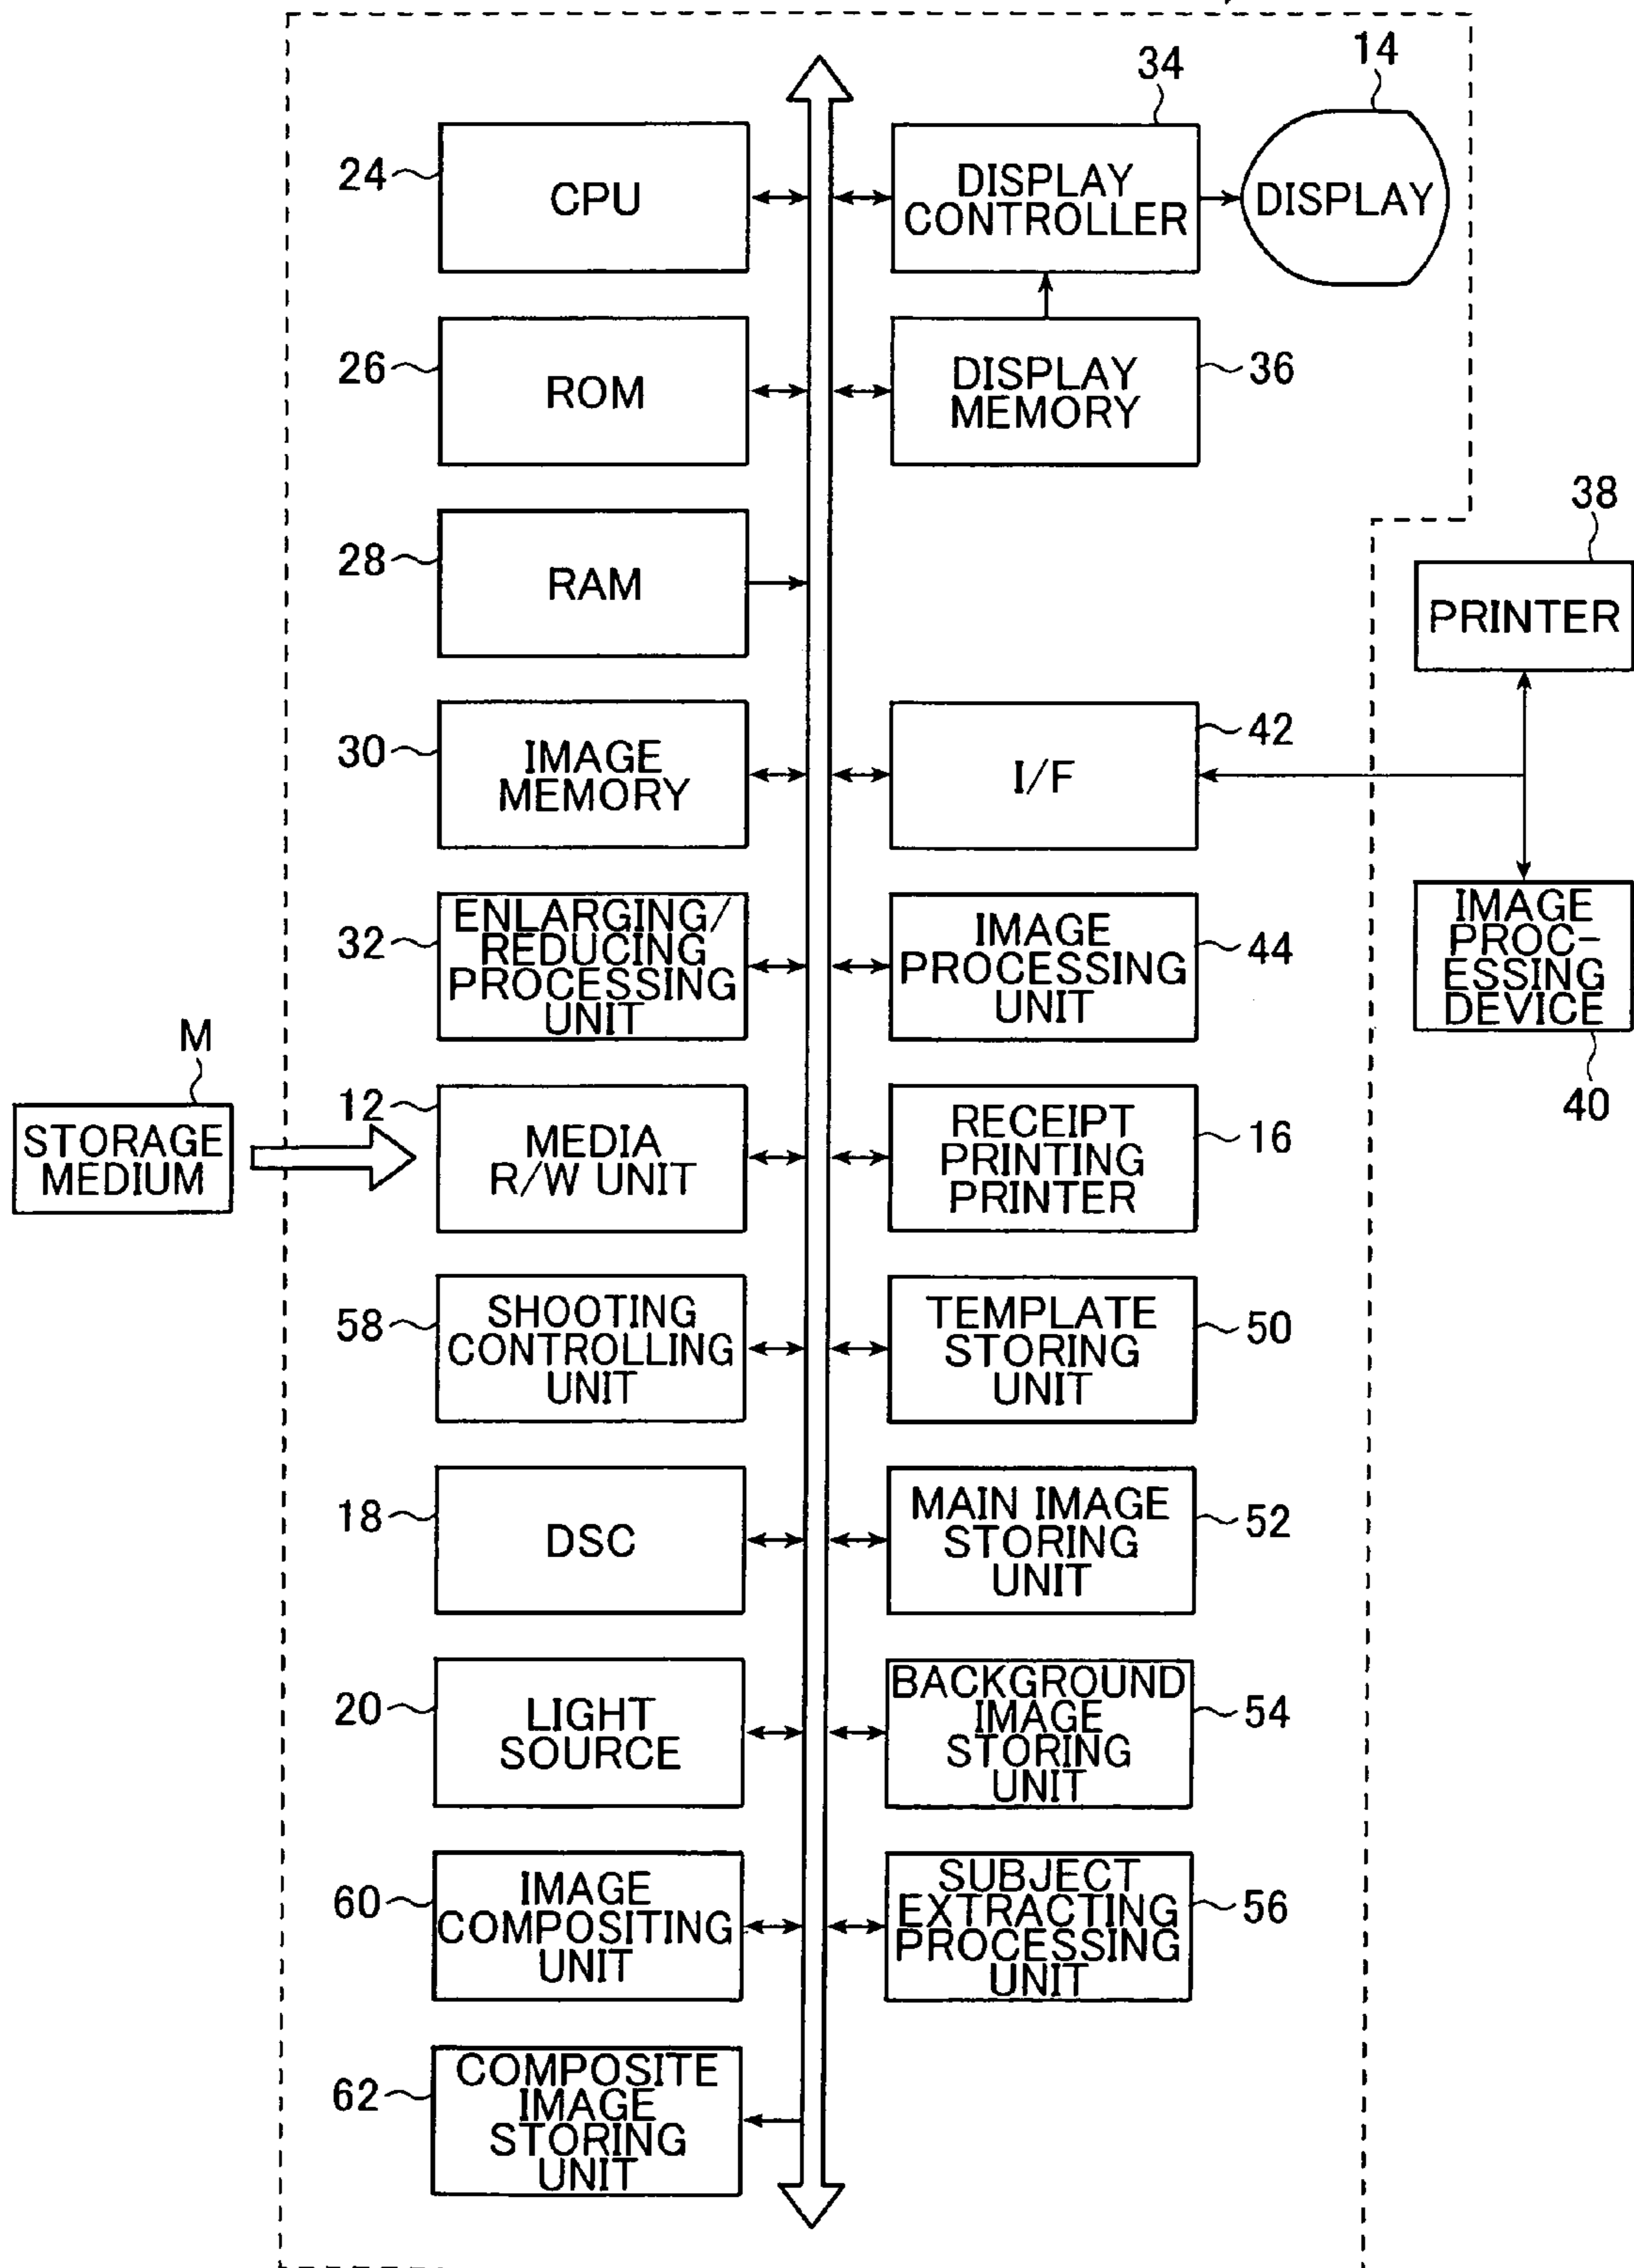 34
14
24
CPU
DISPLAY
CONTROLLER
DISPLAY
26
ROM
DISPLAY
MEMORY
36
28
RAM
38
PRINTER
30
IMAGE
MEMORY
I/F
42
32
ENLARGING/
REDUCING
PROCESSING
UNIT
IMAGE
PROCESSING
UNIT
44
IMAGE
PROC-
ESSING
DEVICE
40
M
STORAGE
MEDIUM
12
MEDIA
R/W UNIT
RECEIPT
PRINTING
PRINTER
16
58
SHOOTING
CONTROLLING
UNIT
TEMPLATE
STORING
UNIT
50
18
DSC
MAIN IMAGE
STORING
UNIT
52
20
LIGHT
SOURCE
BACKGROUND
IMAGE
STORING
UNIT
54
60
IMAGE
COMPOSITING
UNIT
SUBJECT
EXTRACTING
PROCESSING
UNIT
56
62
COMPOSITE
IMAGE
STORING
UNIT